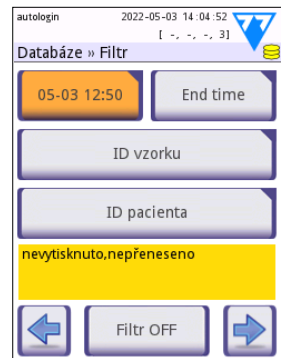 autologin 2022-05-03 14:04:52
[ -, -, -, 3]
Databáze » Filtr
05-03 12:50 End time
ID vzorku
ID pacienta
nevytisknuto,nepřeneseno
Filtr OFF